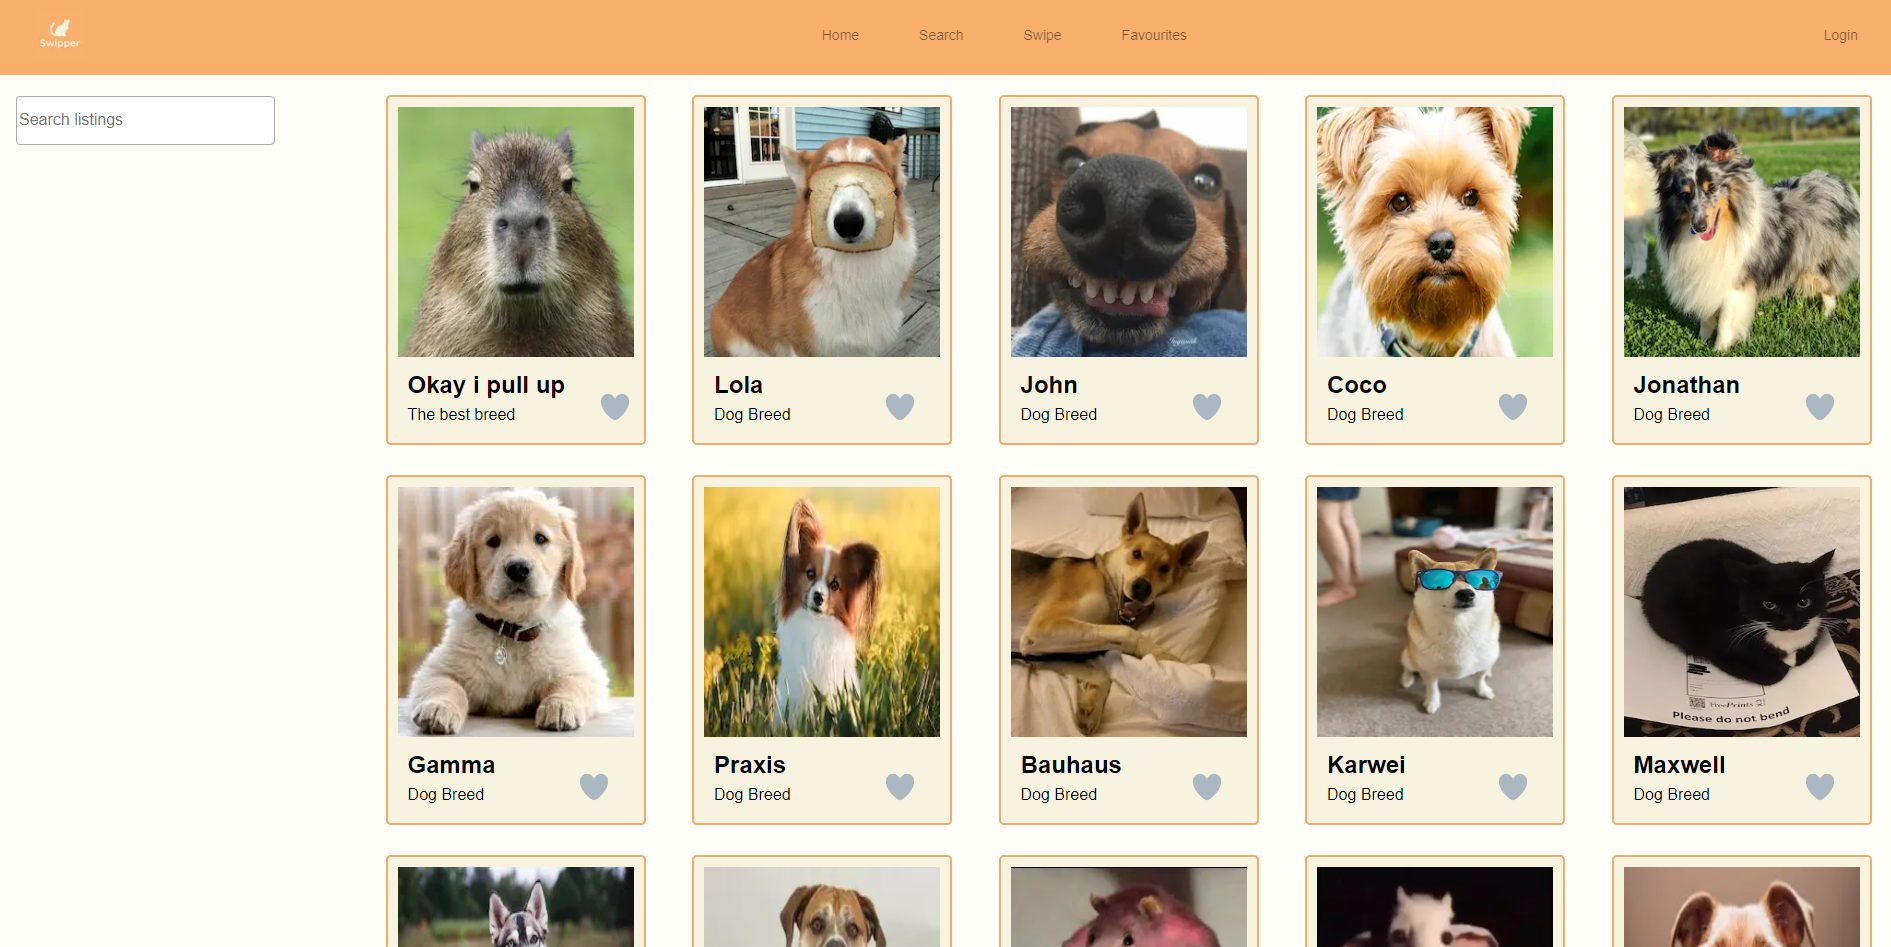 Swipper
Home
Search
Swipe
Favourites
Login
Search listings
Okay i pull up
The best breed
Lola
Dog Breed
John
Dog Breed
Coco
Dog Breed
Jonathan
Dog Breed
FreePrints
Please do not bend
Gamma
Dog Breed
Praxis
Dog Breed
Bauhaus
Dog Breed
Karwei
Dog Breed
Maxwell
Dog Breed